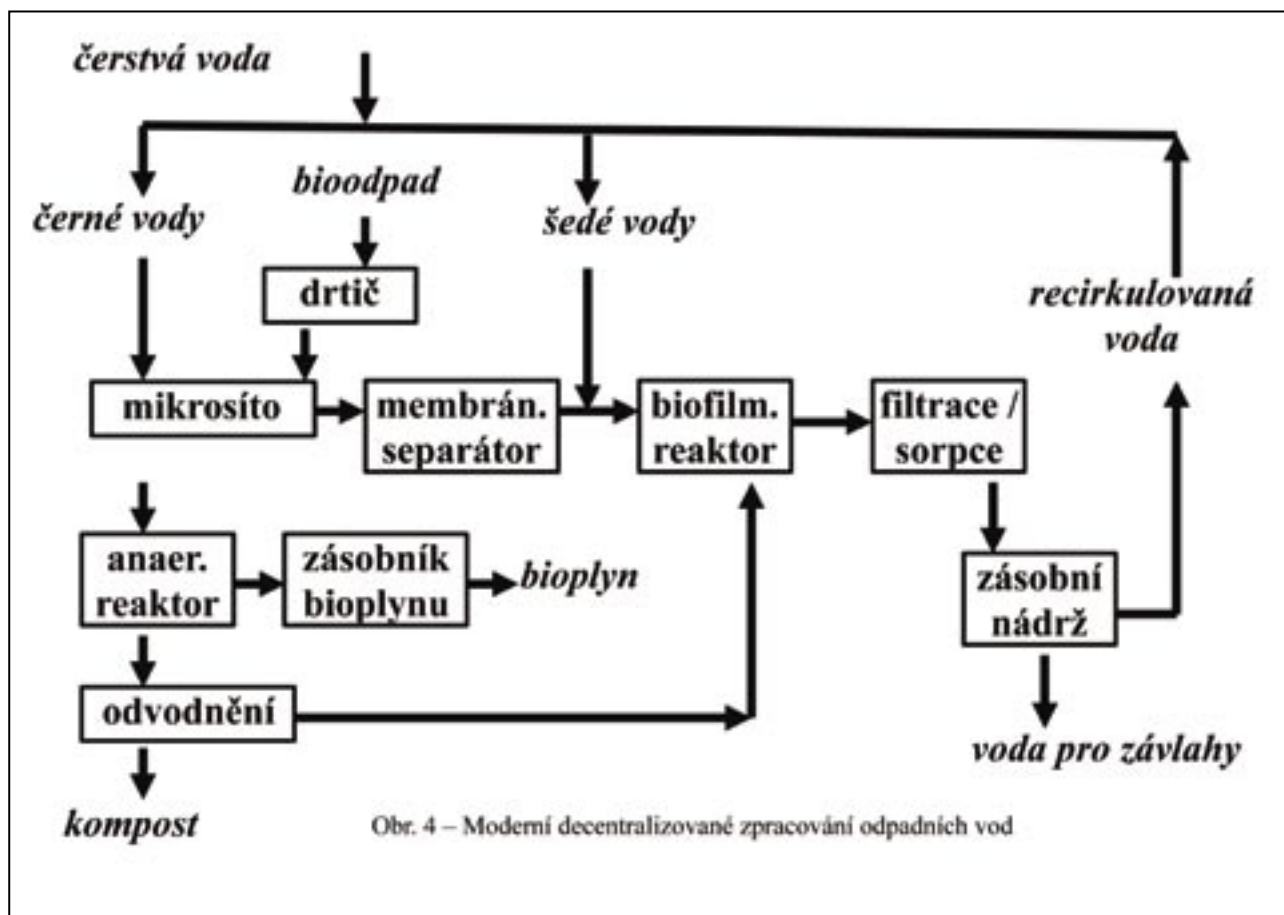 čerstvá voda
bioodpad
černé vody
šedé vody
drtič
recirkulovaná
voda
mikrosíto
membrán.
separátor
biofilm.
reaktor
filtrace /
sorpce
anaer.
reaktor
zásobník
bioplynu
bioplyn
zásobní
nádrž
odvodnění
voda pro závlahy
kompost
Obr. 4 – Moderní decentralizované zpracování odpadních vod